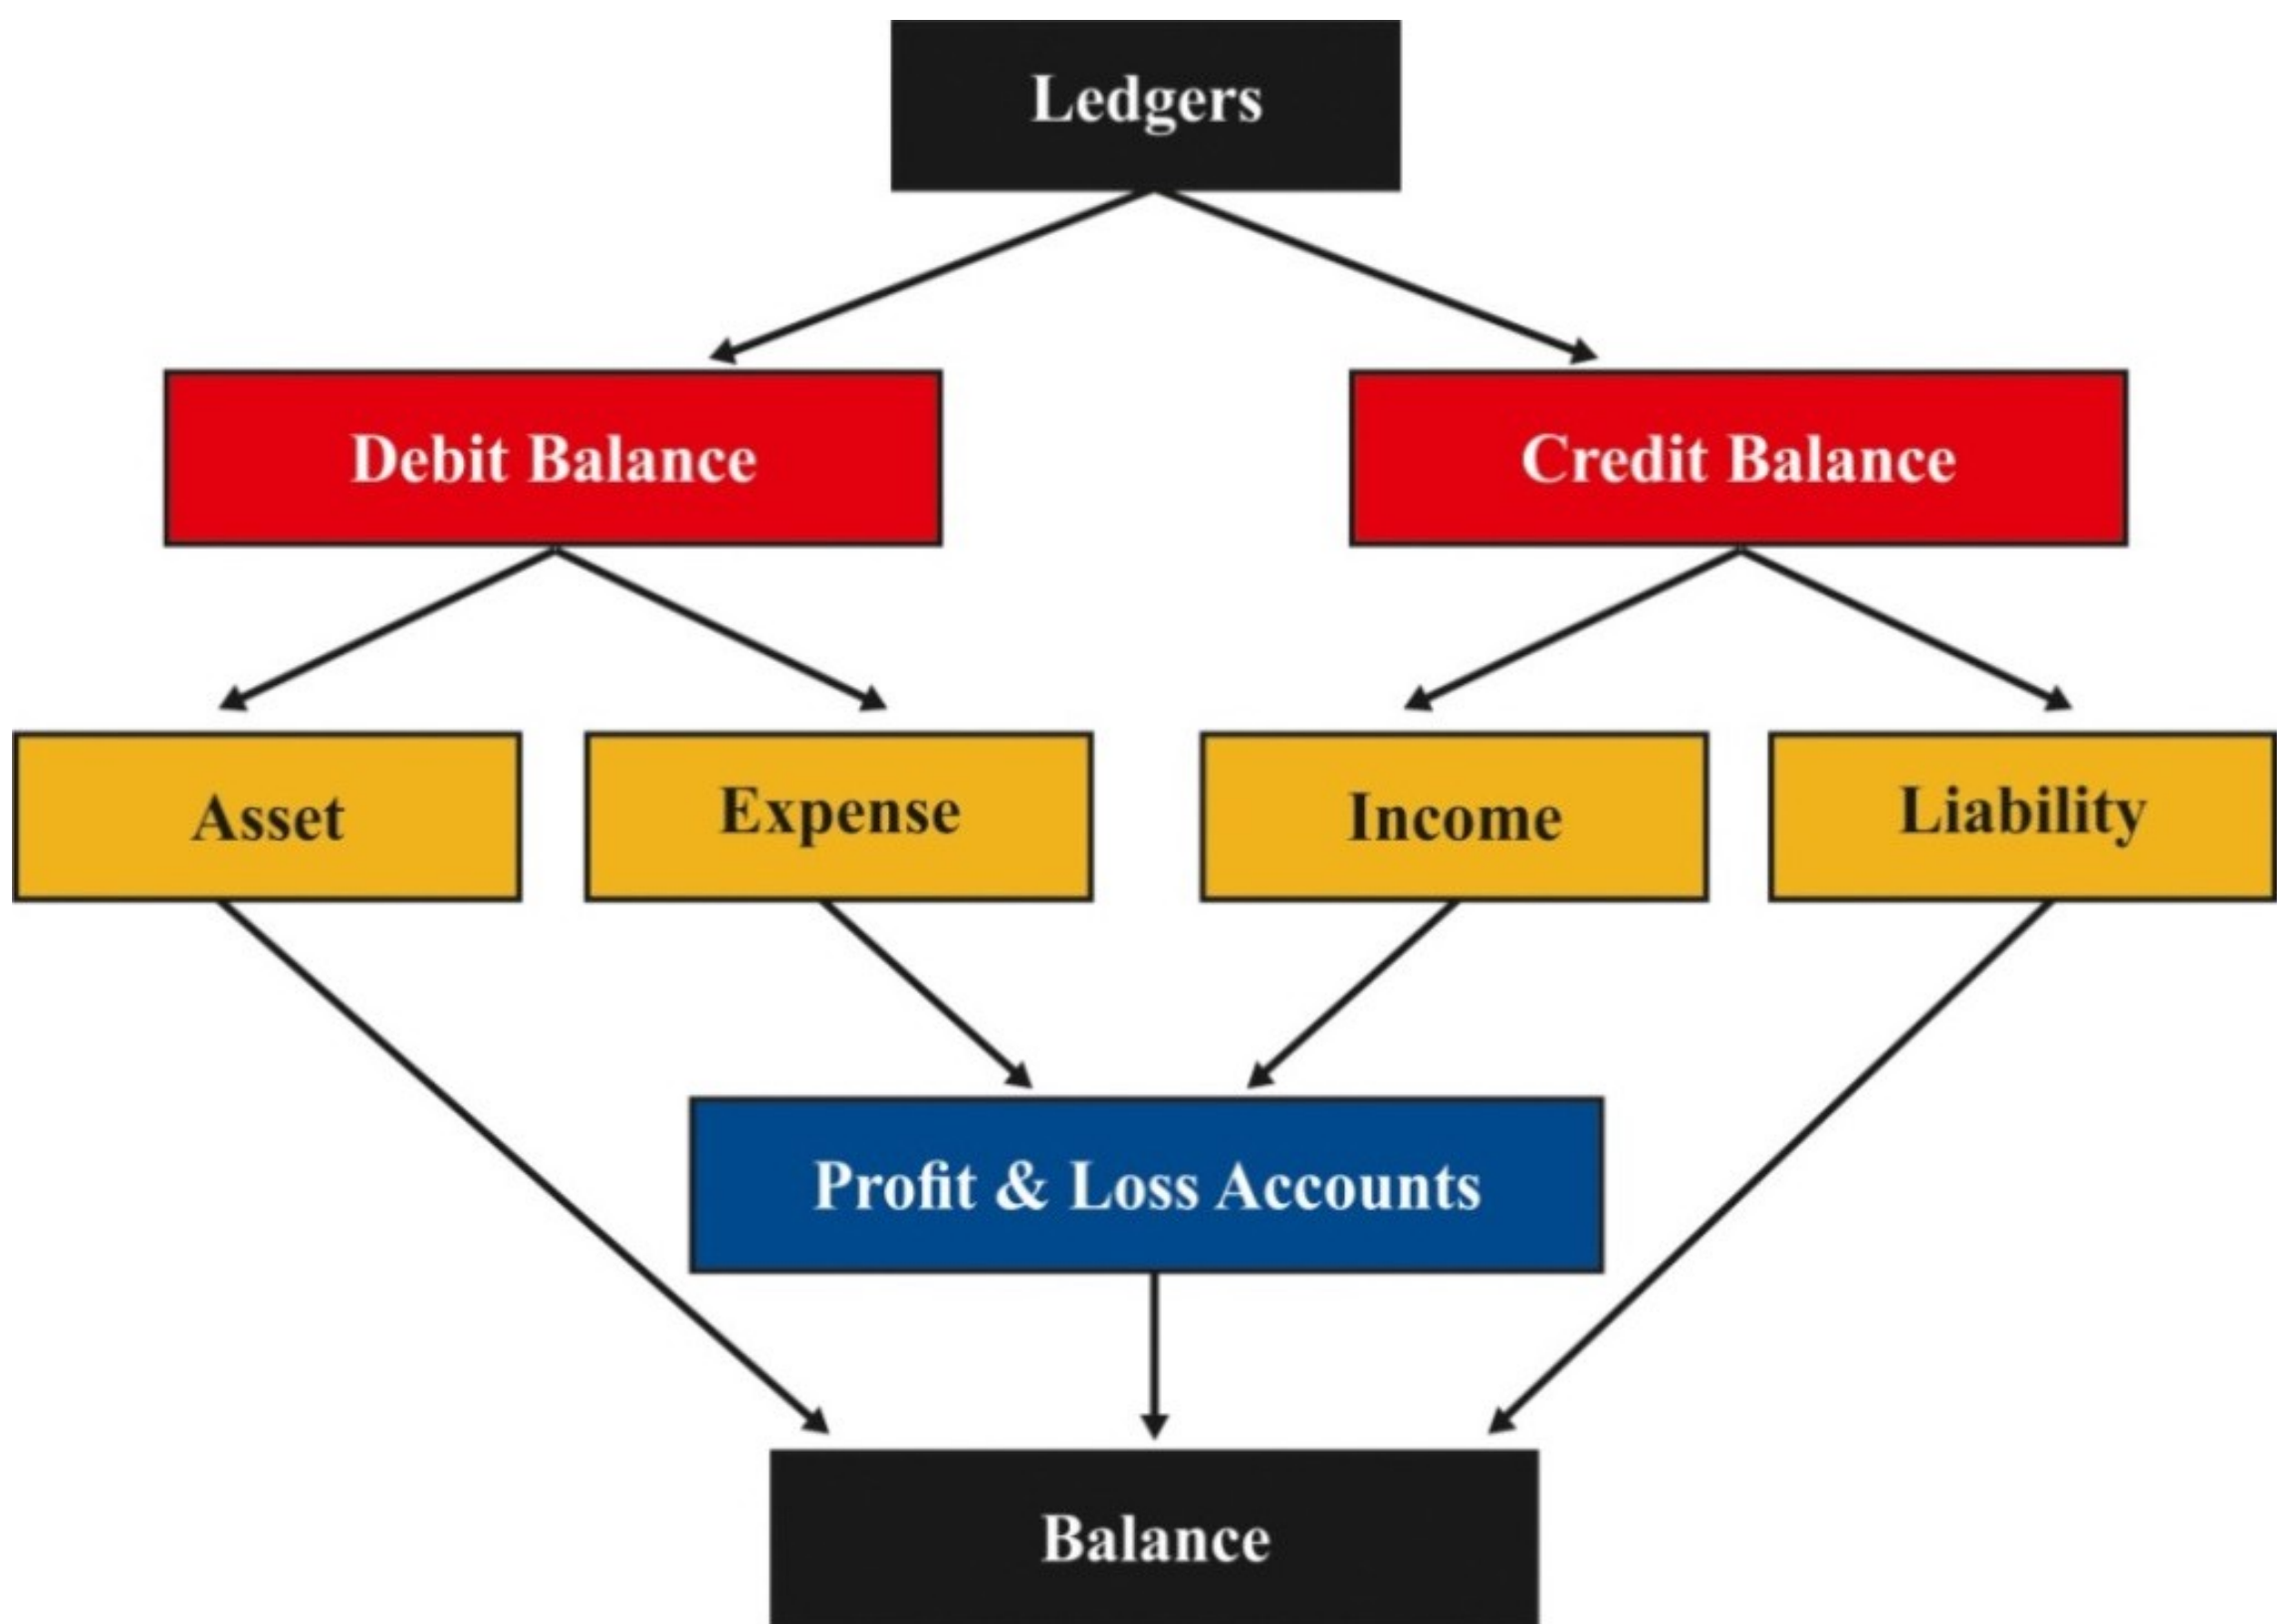 Ledgers
Debit Balance
Credit Balance
Asset
Expense
Income
Liability
Profit & Loss Accounts
Balance